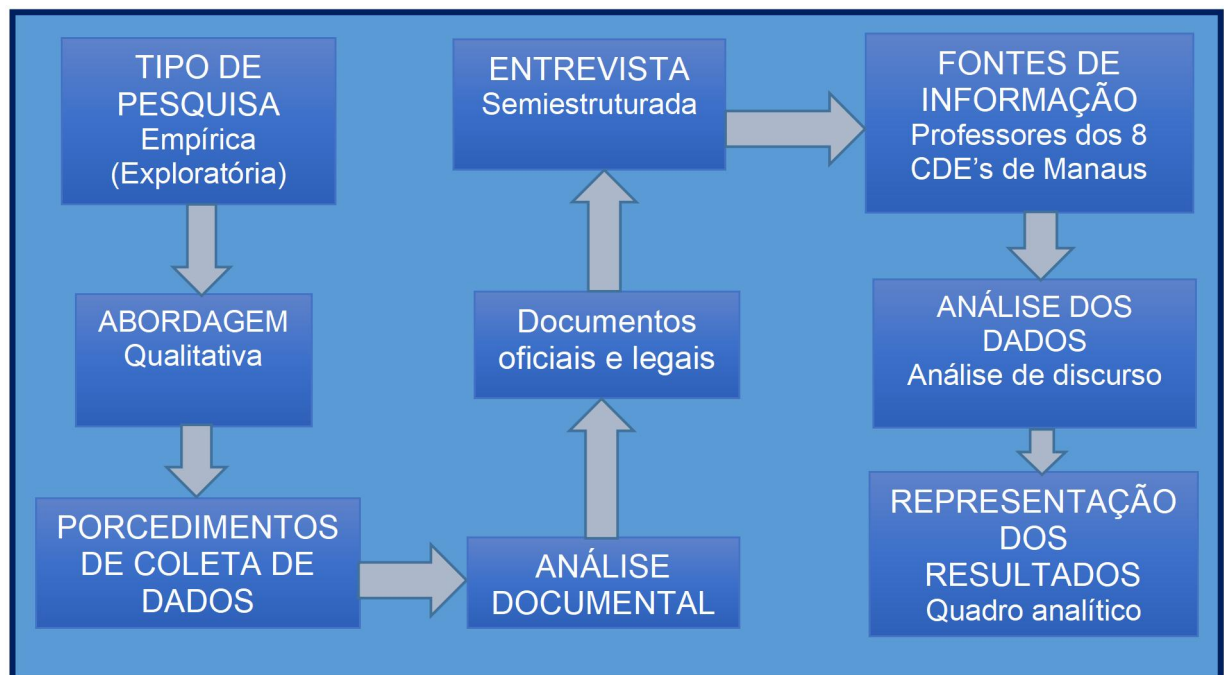 TIPO DE
PESQUISA
Empírica
(Exploratória)
ABORDAGEM
Qualitativa
PORCEDIMENTOS
DE COLETA DE
DADOS
ANÁLISE
DOCUMENTAL
Documentos
oficiais e legais
ENTREVISTA
Semiestruturada
FONTES DE
INFORMAÇÃO
Professores dos 8
CDE's de Manaus
ANÁLISE DOS
DADOS
Análise de discurso
REPRESENTAÇÃO
DOS
RESULTADOS
Quadro analítico